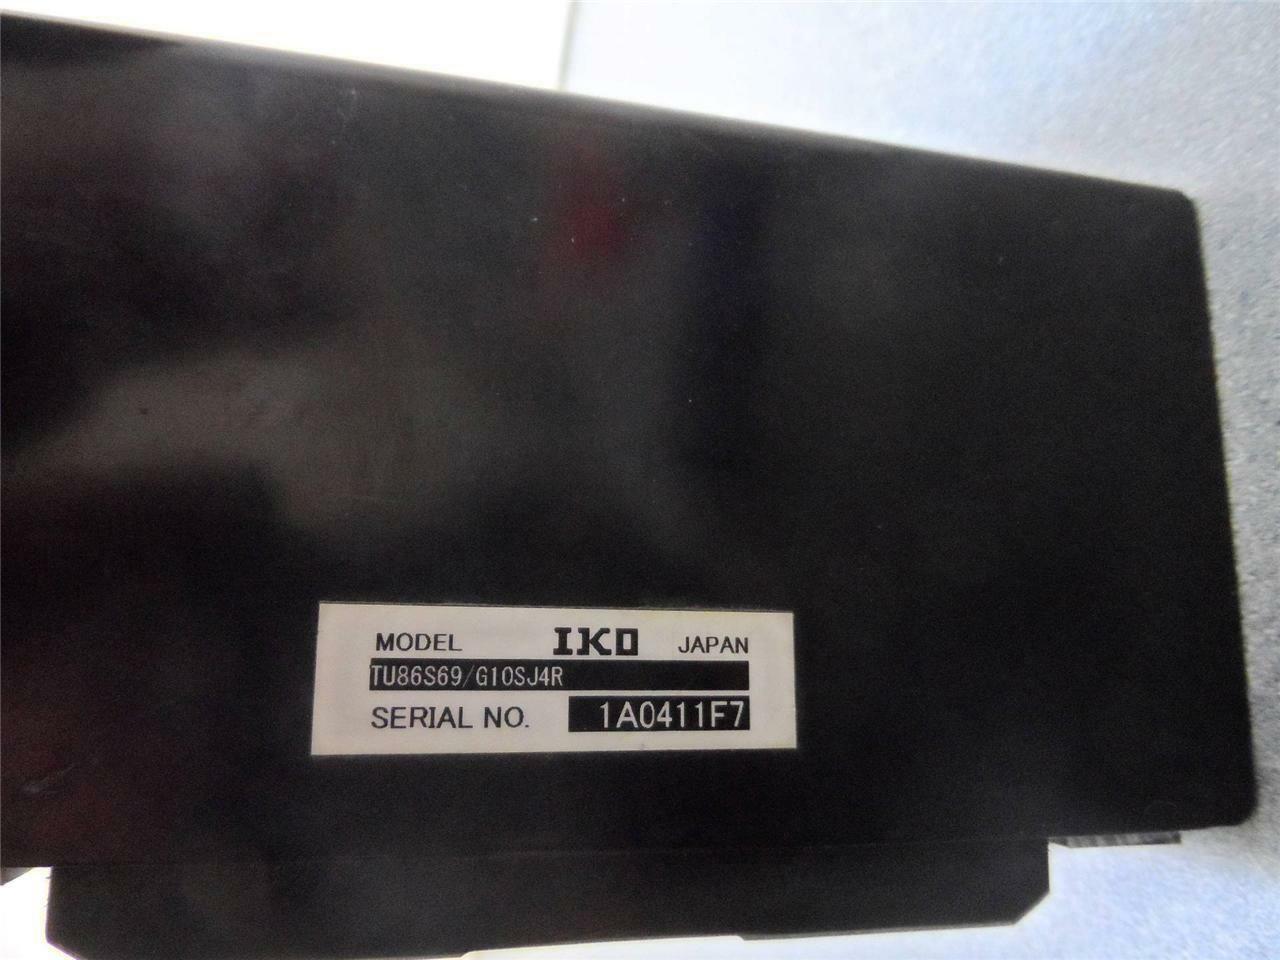 MODEL IKO JAPAN
TU86S69/G10SJ4R
SERIAL NO. 1A0411F7